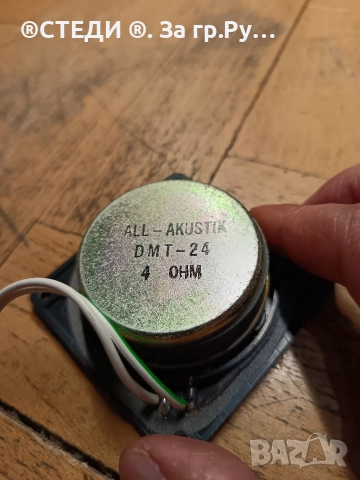 ®СТЕДИ ®. За гр.Ру...
ALL-AKUSTIK
DMT-24
4 OHM
BAZAR